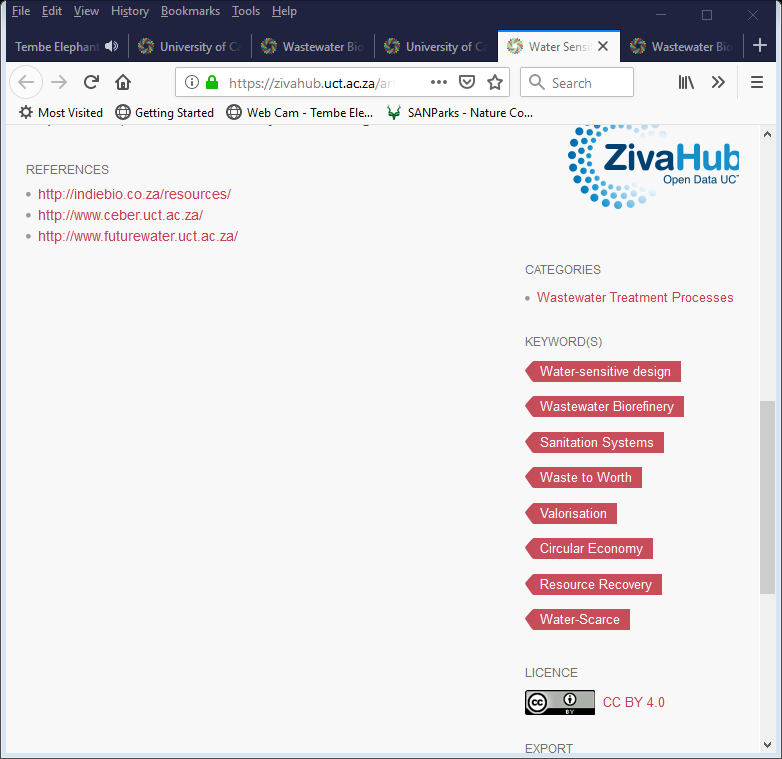 File Edit View History Bookmarks Tools Help
Tembe Elephant University of Ca Wastewater Bio University of Ca Water Sensi Wastewater Bio
https://zivahub.uct.ac.za/ar Search
Most Visited Getting Started Web Cam - Tembe Ele... SANParks - Nature Co...
ZivaHub
Open Data UCT
REFERENCES
http://indiebio.co.za/resources/
http://www.ceber.uct.ac.za/
http://www.futurewater.uct.ac.za/
CATEGORIES
Wastewater Treatment Processes
KEYWORD(S)
Water-sensitive design
Wastewater Biorefinery
Sanitation Systems
Waste to Worth
Valorisation
Circular Economy
Resource Recovery
Water-Scarce
LICENCE
cc BY CC BY 4.0
EXPORT